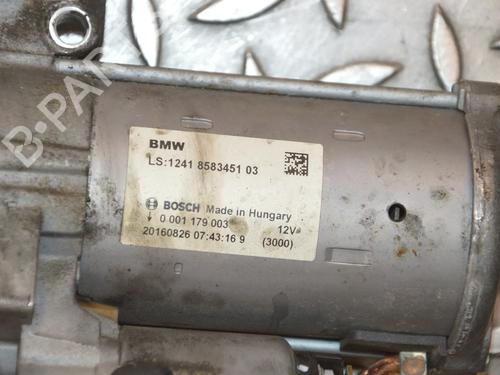 BMW
LS:1241 8583451 03
BOSCH Made in Hungary
0 001 179 003 12V
20160826 07:43:16 9 (3000)
B-PARTS